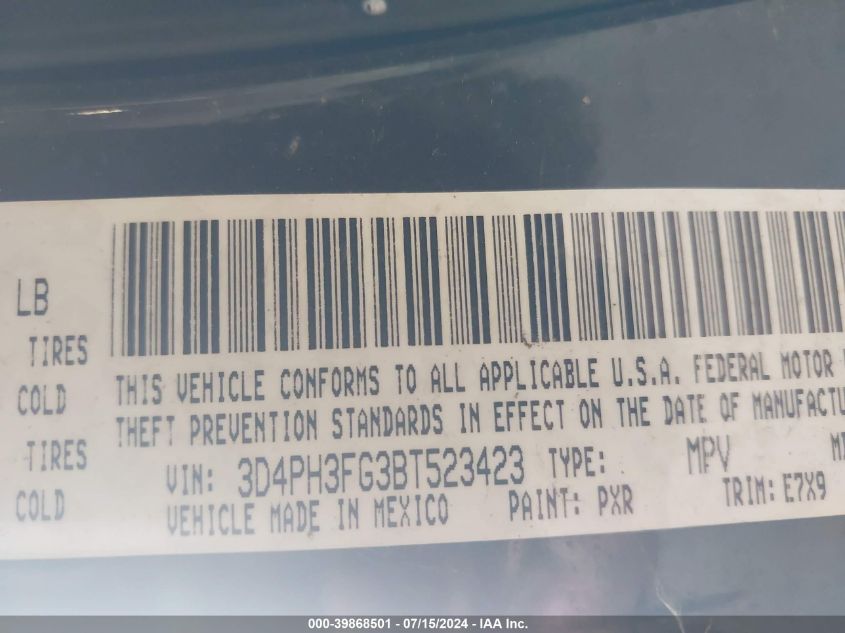 LB
TIRES
COLD
TIRES
COLD
THIS VEHICLE CONFORMS TO ALL APPLICABLE U.S.A. FEDERAL MOTOR
THEFT PREVENTION STANDARDS IN EFFECT ON THE DATE OF MANUFACTU
VIN: 3D4PH3FG3BT523423 TYPE: MPV
VEHICLE MADE IN MEXICO PAINT: PXR TRIM: E7X9
000-39868501 - 07/15/2024 - IAA Inc.